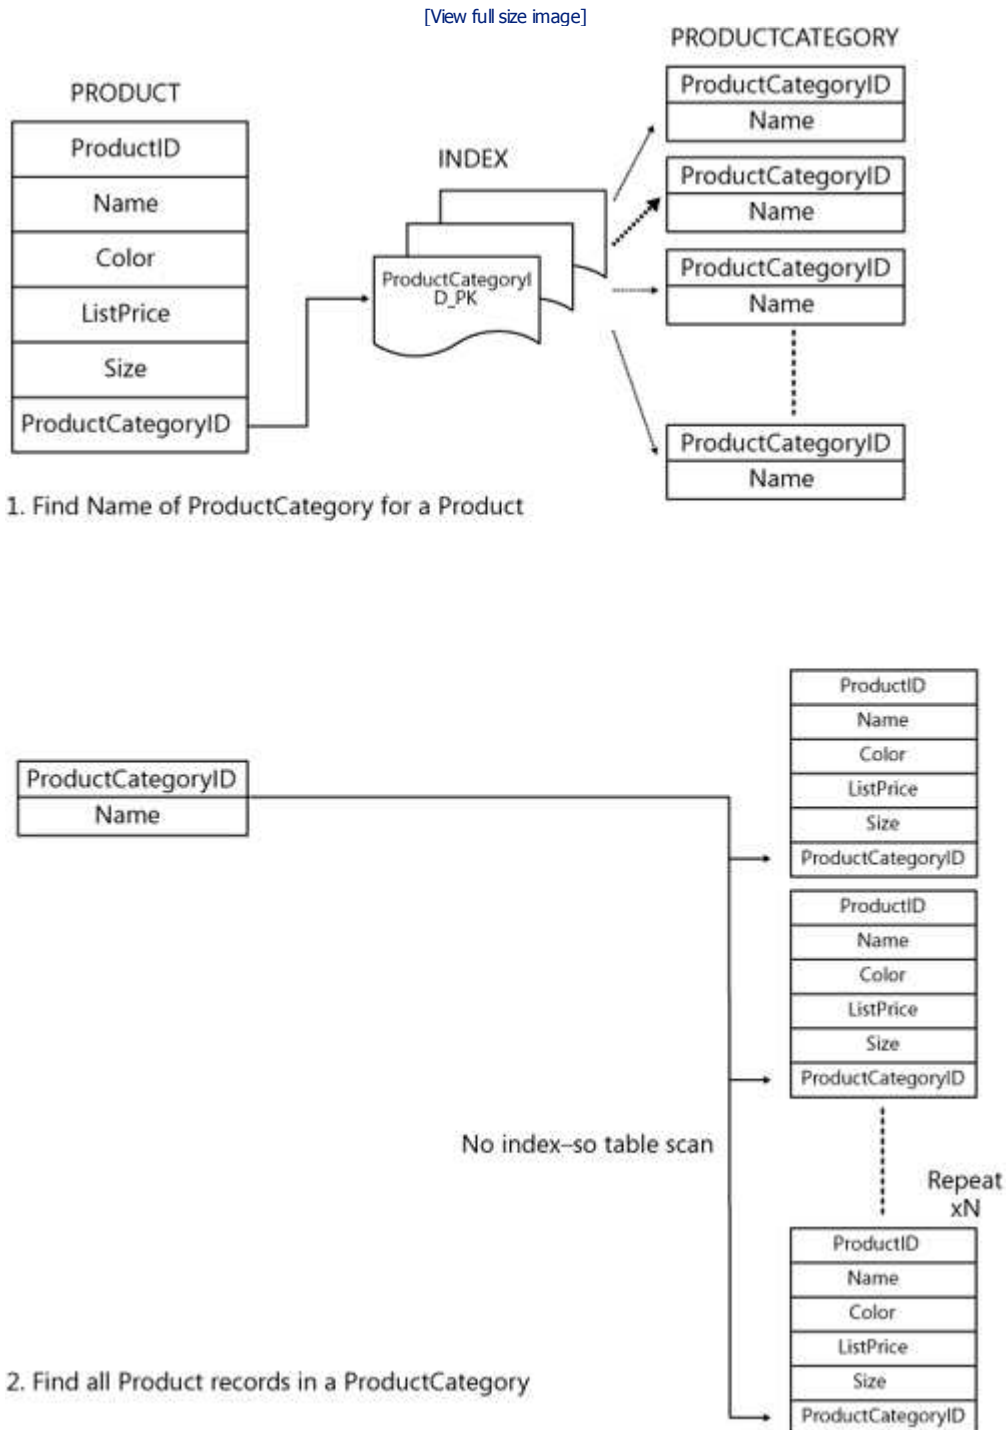 [View full size image]
PRODUCTCATEGORY
ProductCategoryID
Name
ProductCategoryID
Name
ProductCategoryID
Name
ProductCategoryID
Name
PRODUCT
ProductID
Name
Color
ListPrice
Size
ProductCategoryID
INDEX
ProductCategoryI
D_PK
1. Find Name of ProductCategory for a Product
ProductCategoryID
Name
No index–so table scan
ProductID
Name
Color
ListPrice
Size
ProductCategoryID
ProductID
Name
Color
ListPrice
Size
ProductCategoryID
Repeat
xN
ProductID
Name
Color
ListPrice
Size
ProductCategoryID
2. Find all Product records in a ProductCategory